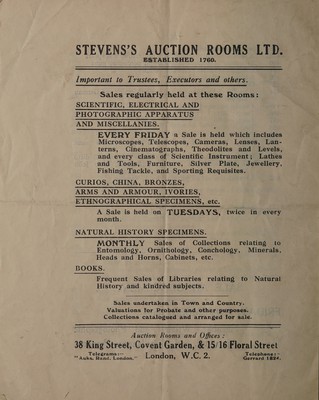 STEVENS'S AUCTION ROOMS LTD.
ESTABLISHED 1760.
Important to Trustees, Executors and others.
Sales regularly held at these Rooms:
SCIENTIFIC, ELECTRICAL AND
PHOTOGRAPHIC APPARATUS
AND MISCELLANIES.
EVERY FRIDAY a Sale is held which includes
Microscopes, Telescopes, Cameras, Lenses, Lan-
terns, Cinematographs, Theodolites and Levels,
and every class of Scientific Instrument; Lathes
and Tools, Furniture, Silver Plate, Jewellery,
Fishing Tackle, and Sporting Requisites.
CURIOS, CHINA, BRONZES,
ARMS AND ARMOUR, IVORIES,
ETHNOGRAPHICAL SPECIMENS, etc.
A Sale is held on TUESDAYS, twice in every
month.
NATURAL HISTORY SPECIMENS.
MONTHLY Sales of Collections relating to
Entomology, Ornithology, Conchology, Minerals,
Heads and Horns, Cabinets, etc.
BOOKS.
Frequent Sales of Libraries relating to Natural
History and kindred subjects.
Sales undertaken in Town and Country.
Valuations for Probate and other purposes.
Collections catalogued and arranged for sale.
Auction Rooms and Offices:
38 King Street, Covent Garden, & 15/16 Floral Street
Telegrams:— London, W.C. 2. Telephone:—
"Auks, Rand, London." Gerrard 1824.